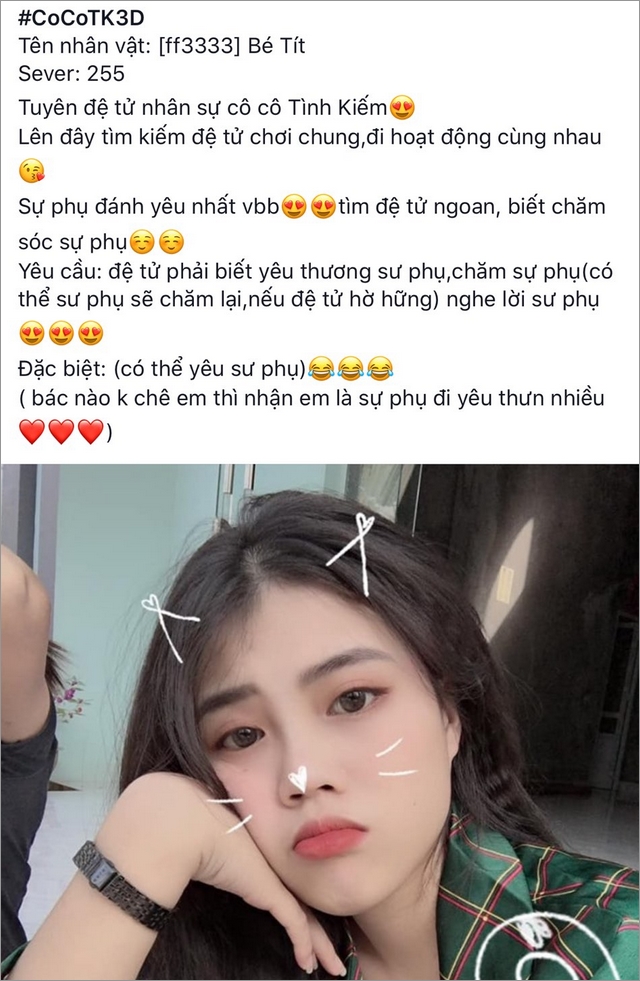 #CoCoTK3D
Tên nhân vật: [ff3333] Bé Tít
Sever: 255
Tuyên đệ tử nhân sự cô cô Tình Kiếm😍
Lên đây tìm kiếm đệ tử chơi chung,đi hoạt động cùng nhau
😘
Sự phụ đánh yêu nhất vbb😍😍tìm đệ tử ngoan, biết chăm
sóc sự phụ☺️☺️
Yêu cầu: đệ tử phải biết yêu thương sư phụ,chăm sự phụ(có
thể sư phụ sẽ chăm lại,nếu đệ tử hờ hững) nghe lời sư phụ
😍😍😍
Đặc biệt: (có thể yêu sư phụ)😂😂😂
( bác nào k chê em thì nhận em là sự phụ đi yêu thưn nhiều
❤️❤️❤️)